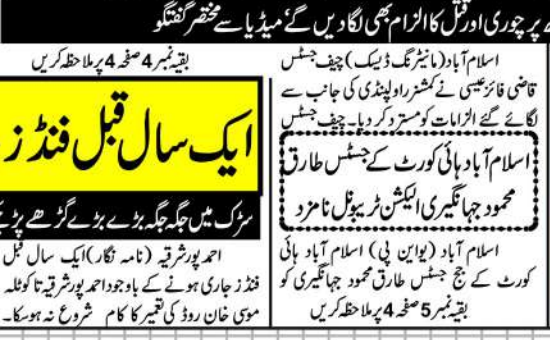 پر چوری اور قتل کا الزام بھی لگا دیں گے میڈیا سے مختصر گفتگو
اسلام آباد (مانیٹرنگ ڈیسک) چیف جسٹس
قاضی فائز عیسیٰ نے کمشنر راولپنڈی کی جانب سے
لگائے گئے الزامات کو مسترد کر دیا۔ چیف جسٹس
بقیہ نمبر 4 صفحہ 4 پر ملاحظہ کریں
اسلام آباد ہائی کورٹ کے جسٹس طارق
محمود جہانگیری الیکشن ٹریبونل نامزد
اسلام آباد (یو این پی) اسلام آباد ہائی
کورٹ کے جج جسٹس طارق محمود جہانگیری کو
بقیہ نمبر 5 صفحہ 4 پر ملاحظہ کریں
ایک سال قبل فنڈز
سڑک میں جگہ جگہ بڑے بڑے گڑھے پڑ
احمد پور شرقیہ (نامہ نگار) ایک سال قبل
فنڈز جاری ہونے کے باوجود احمد پور شرقیہ تا کوٹلہ
موسیٰ خان روڈ کی تعمیر کا کام شروع نہ ہو سکا۔